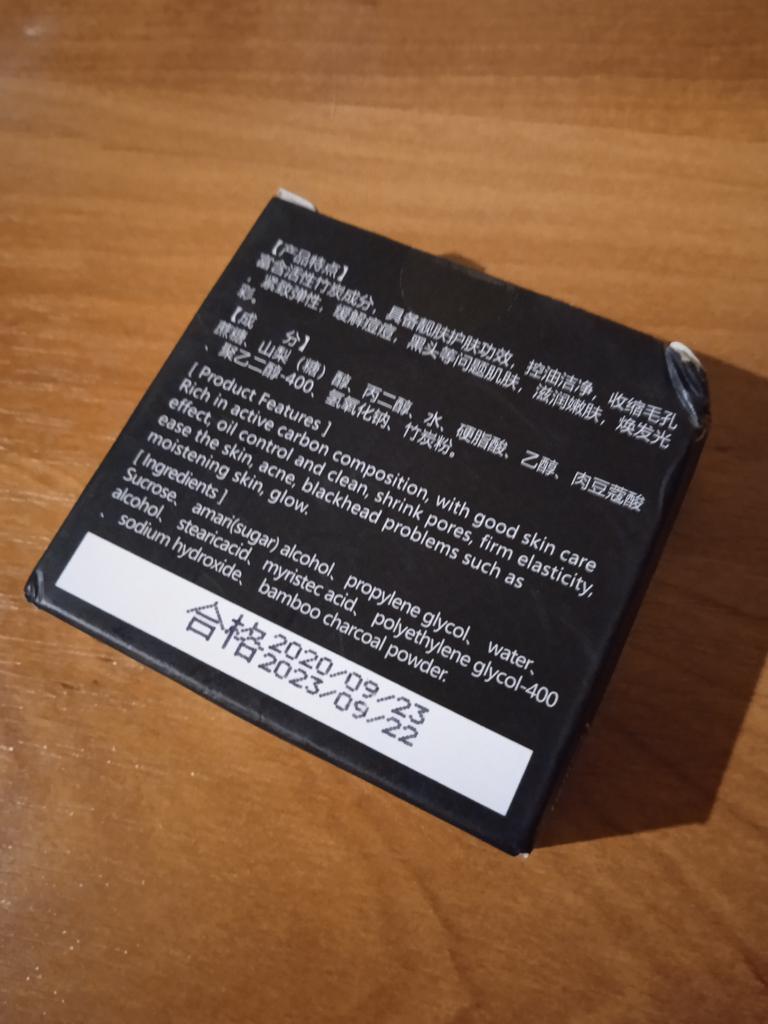 【产品特点】
富含活性竹炭成分，具备靓肤护肤功效，控油洁净，收缩毛孔
、紧致弹性，缓解痘痘，黑头等问题肌肤，滋润嫩肤，焕发光
彩。
【成 分】
蔗糖、山梨（糖）醇、丙二醇、水、硬脂酸、乙醇、肉豆蔻酸
、聚乙二醇-400、氢氧化钠、竹炭粉。
[ Product Features ]
Rich in active carbon composition, with good skin care
effect, oil control and clean, shrink pores, firm elasticity,
ease the skin, acne, blackhead problems such as
moistening skin, glow.
[ Ingredients ]
Sucrose、amari(sugar) alcohol、propylene glycol、water、
alcohol、stearicacid、myristec acid、polyethylene glycol-400
、sodium hydroxide、bamboo charcoal powder.
合格 2020/09/23
2023/09/22